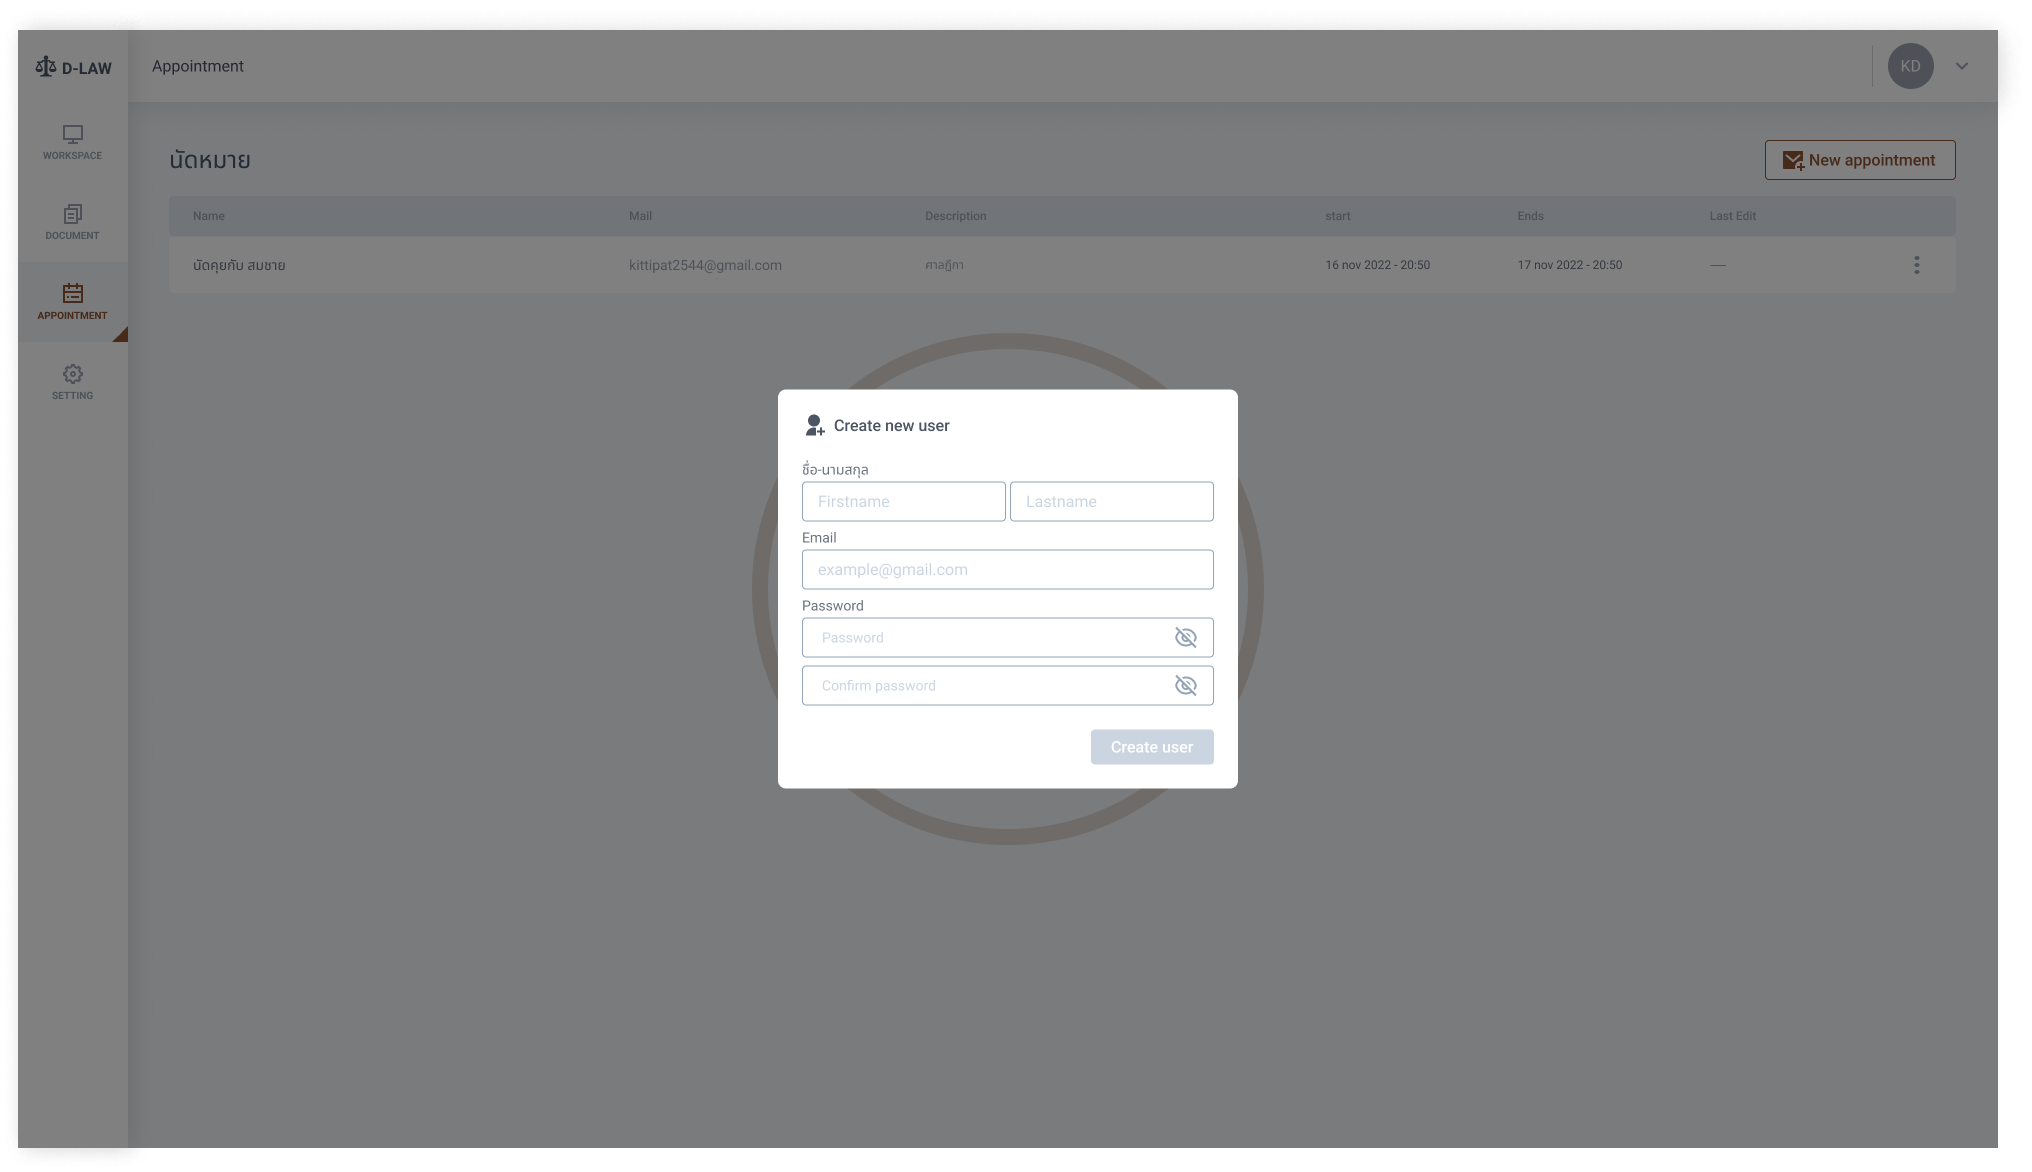 D-LAW
Appointment
KD
WORKSPACE
DOCUMENT
APPOINTMENT
SETTING
นัดหมาย
New appointment
Name Mail Description start Ends Last Edit
นัดคุยกับ สมชาย kittipat2544@gmail.com ศาลฎีกา 16 nov 2022 - 20:50 17 nov 2022 - 20:50 —
Create new user
ชื่อ-นามสกุล
Firstname Lastname
Email
example@gmail.com
Password
Password
Confirm password
Create user